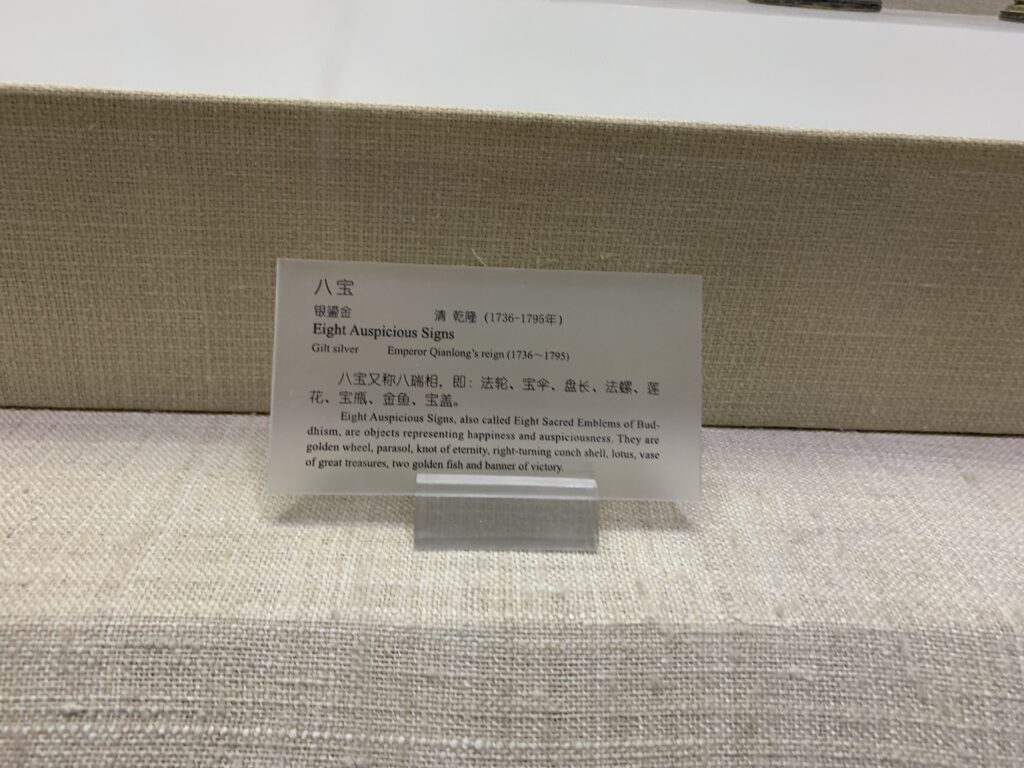 八宝
银鎏金 清 乾隆 (1736-1795年)
Eight Auspicious Signs
Gilt silver Emperor Qianlong's reign (1736~1795)
八宝又称八瑞相，即：法轮、宝伞、盘长、法螺、莲
花、宝瓶、金鱼、宝盖。
Eight Auspicious Signs, also called Eight Sacred Emblems of Bud-
dhism, are objects representing happiness and auspiciousness. They are
golden wheel, parasol, knot of eternity, right-turning conch shell, lotus, vase
of great treasures, two golden fish and banner of victory.